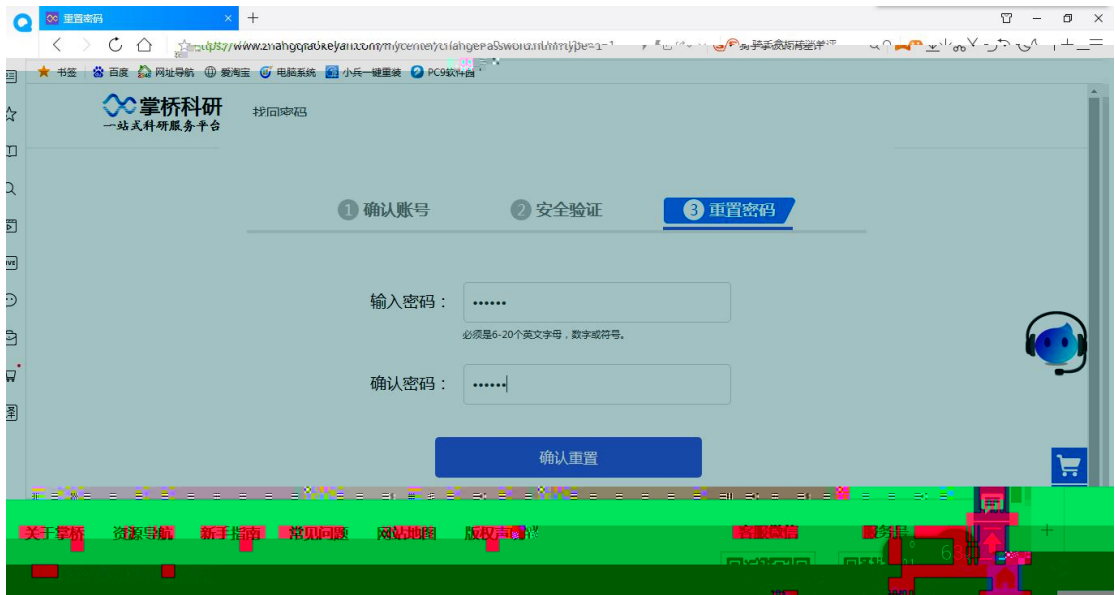 重置密码
书签 百度 网址导航 爱淘宝 电脑系统 小兵一键重装
掌桥科研
一站式科研服务平台
找回密码
1 确认账号 2 安全验证 3 重置密码
输入密码：
必须是6-20个英文字母，数字或符号。
确认密码：
确认重置
译
关于掌桥 资源导航 新手指南 常见问题 网站地图 版权声明 客服微信 服务号